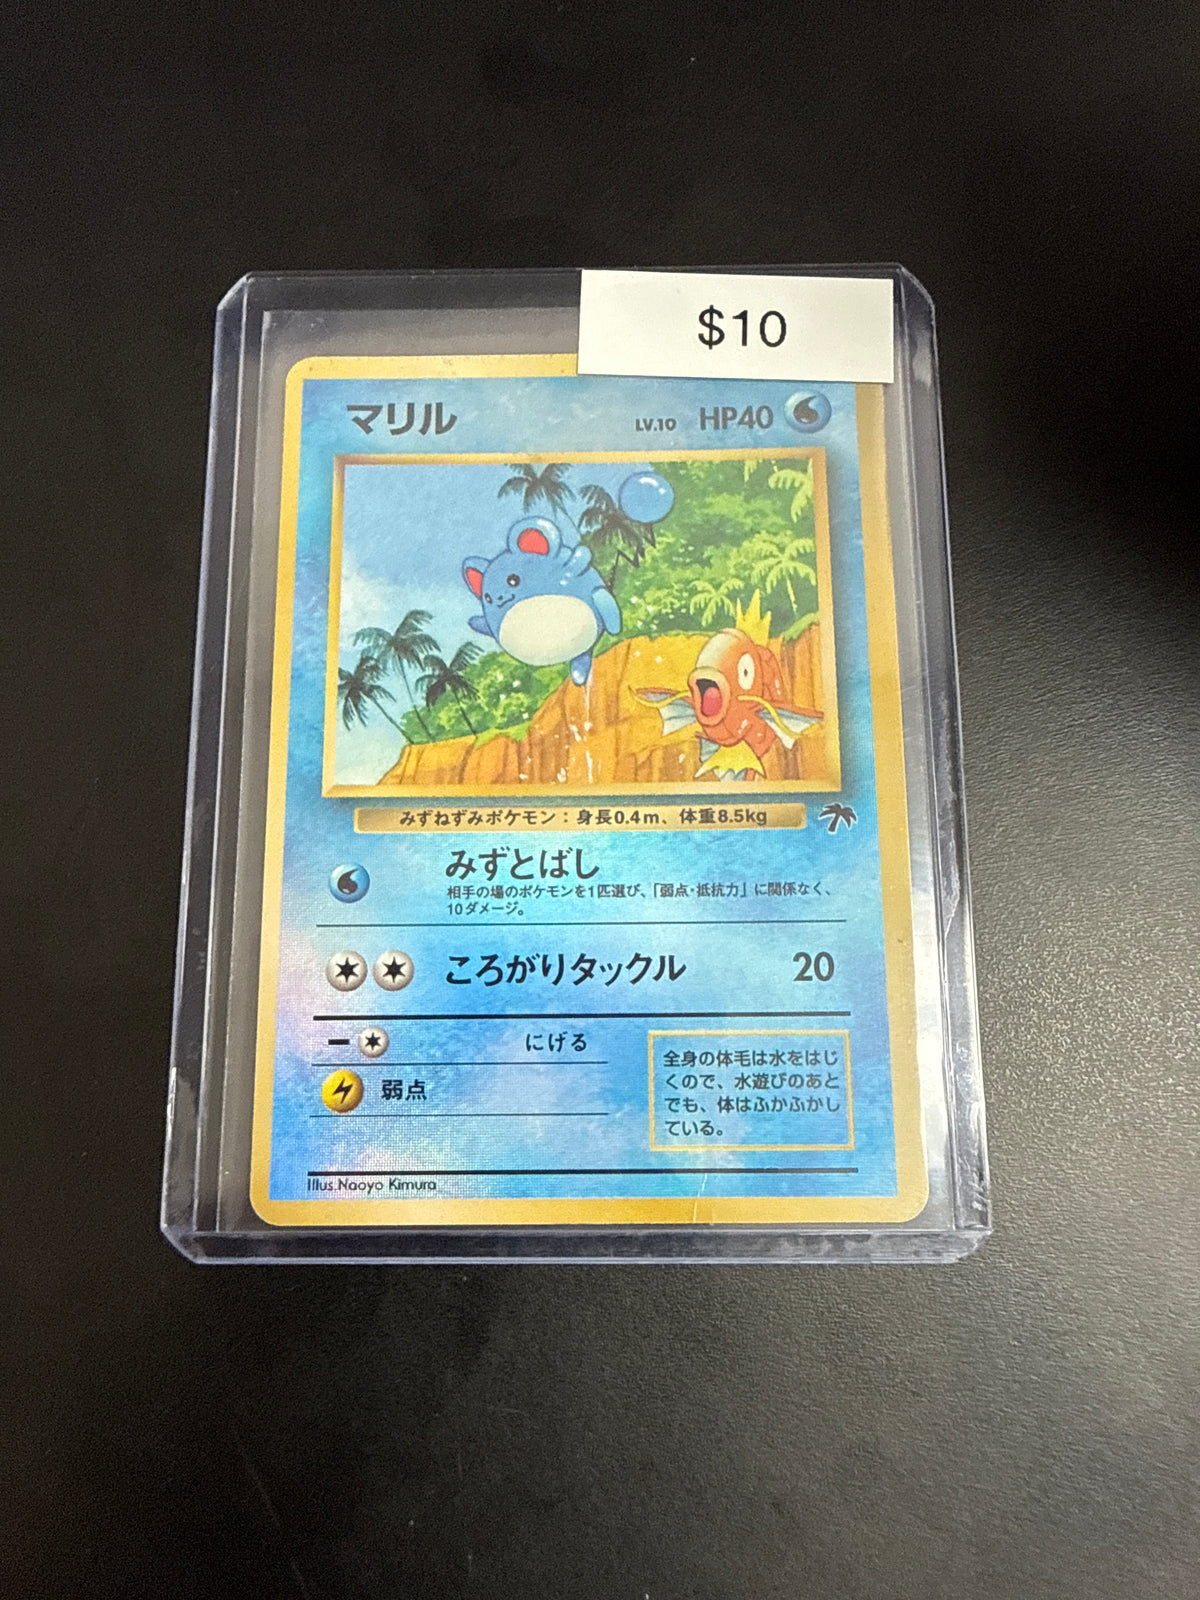 $10
マリル LV.10 HP40
みずねずみポケモン：身長0.4m、体重8.5kg
みずとばし
相手の場のポケモンを1匹選び、「弱点・抵抗力」に関係なく、
10ダメージ。
ころがりタックル 20
にげる
弱点
全身の体毛は水をはじ
くので、水遊びのあと
でも、体はふかふかし
ている。
Illus.Naoyo Kimura